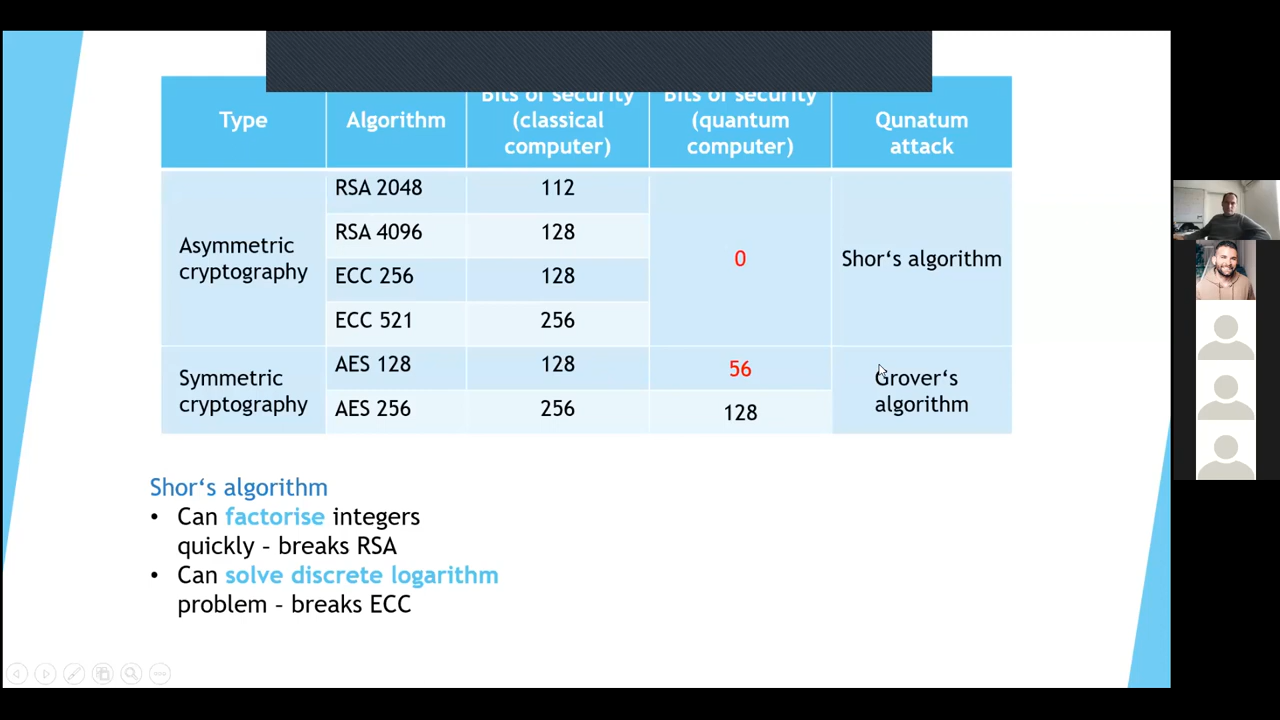 Type
Algorithm
Bits of security
(classical
computer)
Bits of security
(quantum
computer)
Qunatum
attack
Asymmetric
cryptography
RSA 2048
112
RSA 4096
128
ECC 256
128
ECC 521
256
0
Shor‘s algorithm
Symmetric
cryptography
AES 128
128
56
AES 256
256
128
Grover‘s
algorithm
Shor‘s algorithm
• Can factorise integers
quickly – breaks RSA
• Can solve discrete logarithm
problem – breaks ECC